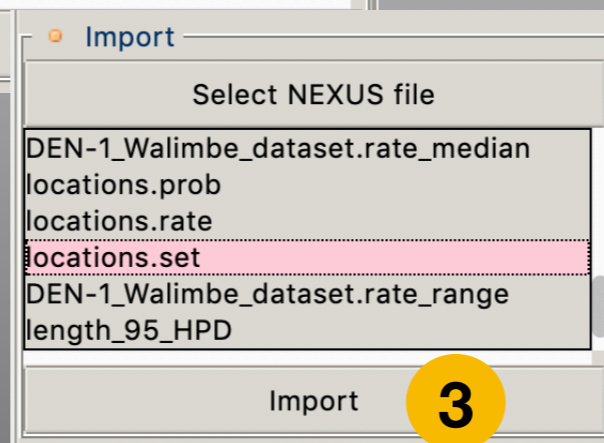 Import
Select NEXUS file
DEN-1_Walimbe_dataset.rate_median
locations.prob
locations.rate
locations.set
DEN-1_Walimbe_dataset.rate_range
length_95_HPD
Import
3